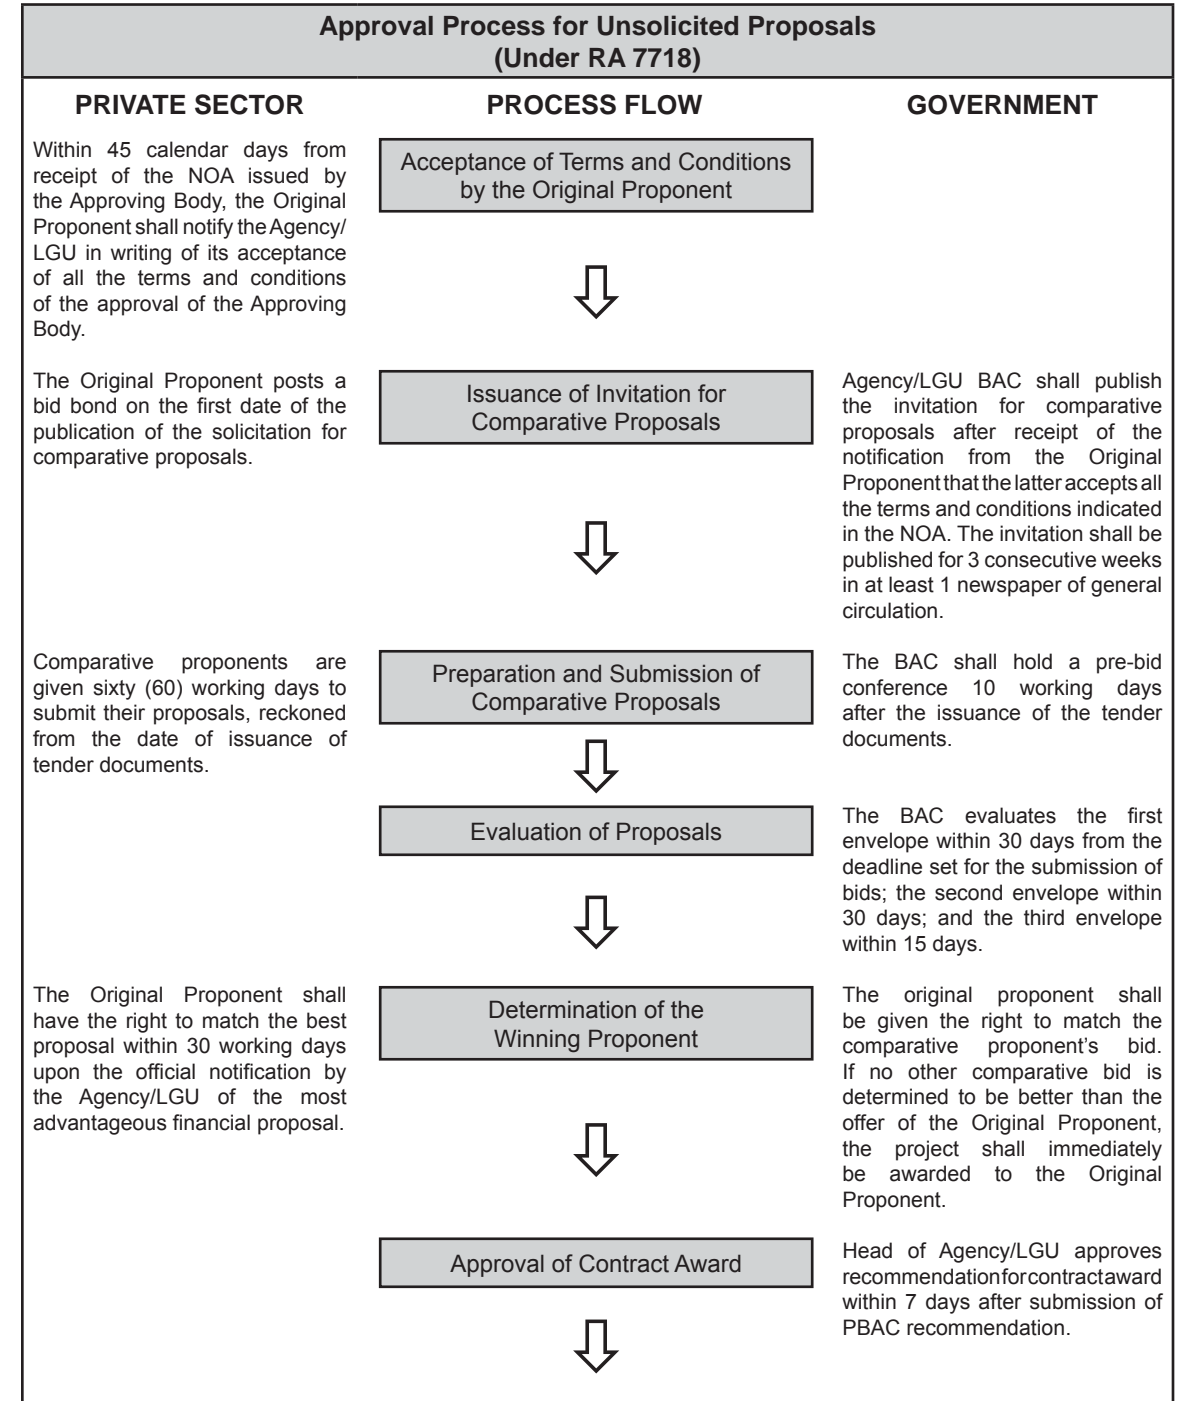 Approval Process for Unsolicited Proposals
(Under RA 7718)
PRIVATE SECTOR
PROCESS FLOW
GOVERNMENT
Within 45 calendar days from
receipt of the NOA issued by
the Approving Body, the Original
Proponent shall notify the Agency/
LGU in writing of its acceptance
of all the terms and conditions
of the approval of the Approving
Body.
Acceptance of Terms and Conditions
by the Original Proponent
The Original Proponent posts a
bid bond on the first date of the
publication of the solicitation for
comparative proposals.
Issuance of Invitation for
Comparative Proposals
Agency/LGU BAC shall publish
the invitation for comparative
proposals after receipt of the
notification from the Original
Proponent that the latter accepts all
the terms and conditions indicated
in the NOA. The invitation shall be
published for 3 consecutive weeks
in at least 1 newspaper of general
circulation.
Comparative proponents are
given sixty (60) working days to
submit their proposals, reckoned
from the date of issuance of
tender documents.
Preparation and Submission of
Comparative Proposals
The BAC shall hold a pre-bid
conference 10 working days
after the issuance of the tender
documents.
Evaluation of Proposals
The BAC evaluates the first
envelope within 30 days from the
deadline set for the submission of
bids; the second envelope within
30 days; and the third envelope
within 15 days.
The Original Proponent shall
have the right to match the best
proposal within 30 working days
upon the official notification by
the Agency/LGU of the most
advantageous financial proposal.
Determination of the
Winning Proponent
The original proponent shall
be given the right to match the
comparative proponent's bid.
If no other comparative bid is
determined to be better than the
offer of the Original Proponent,
the project shall immediately
be awarded to the Original
Proponent.
Approval of Contract Award
Head of Agency/LGU approves
recommendation for contract award
within 7 days after submission of
PBAC recommendation.